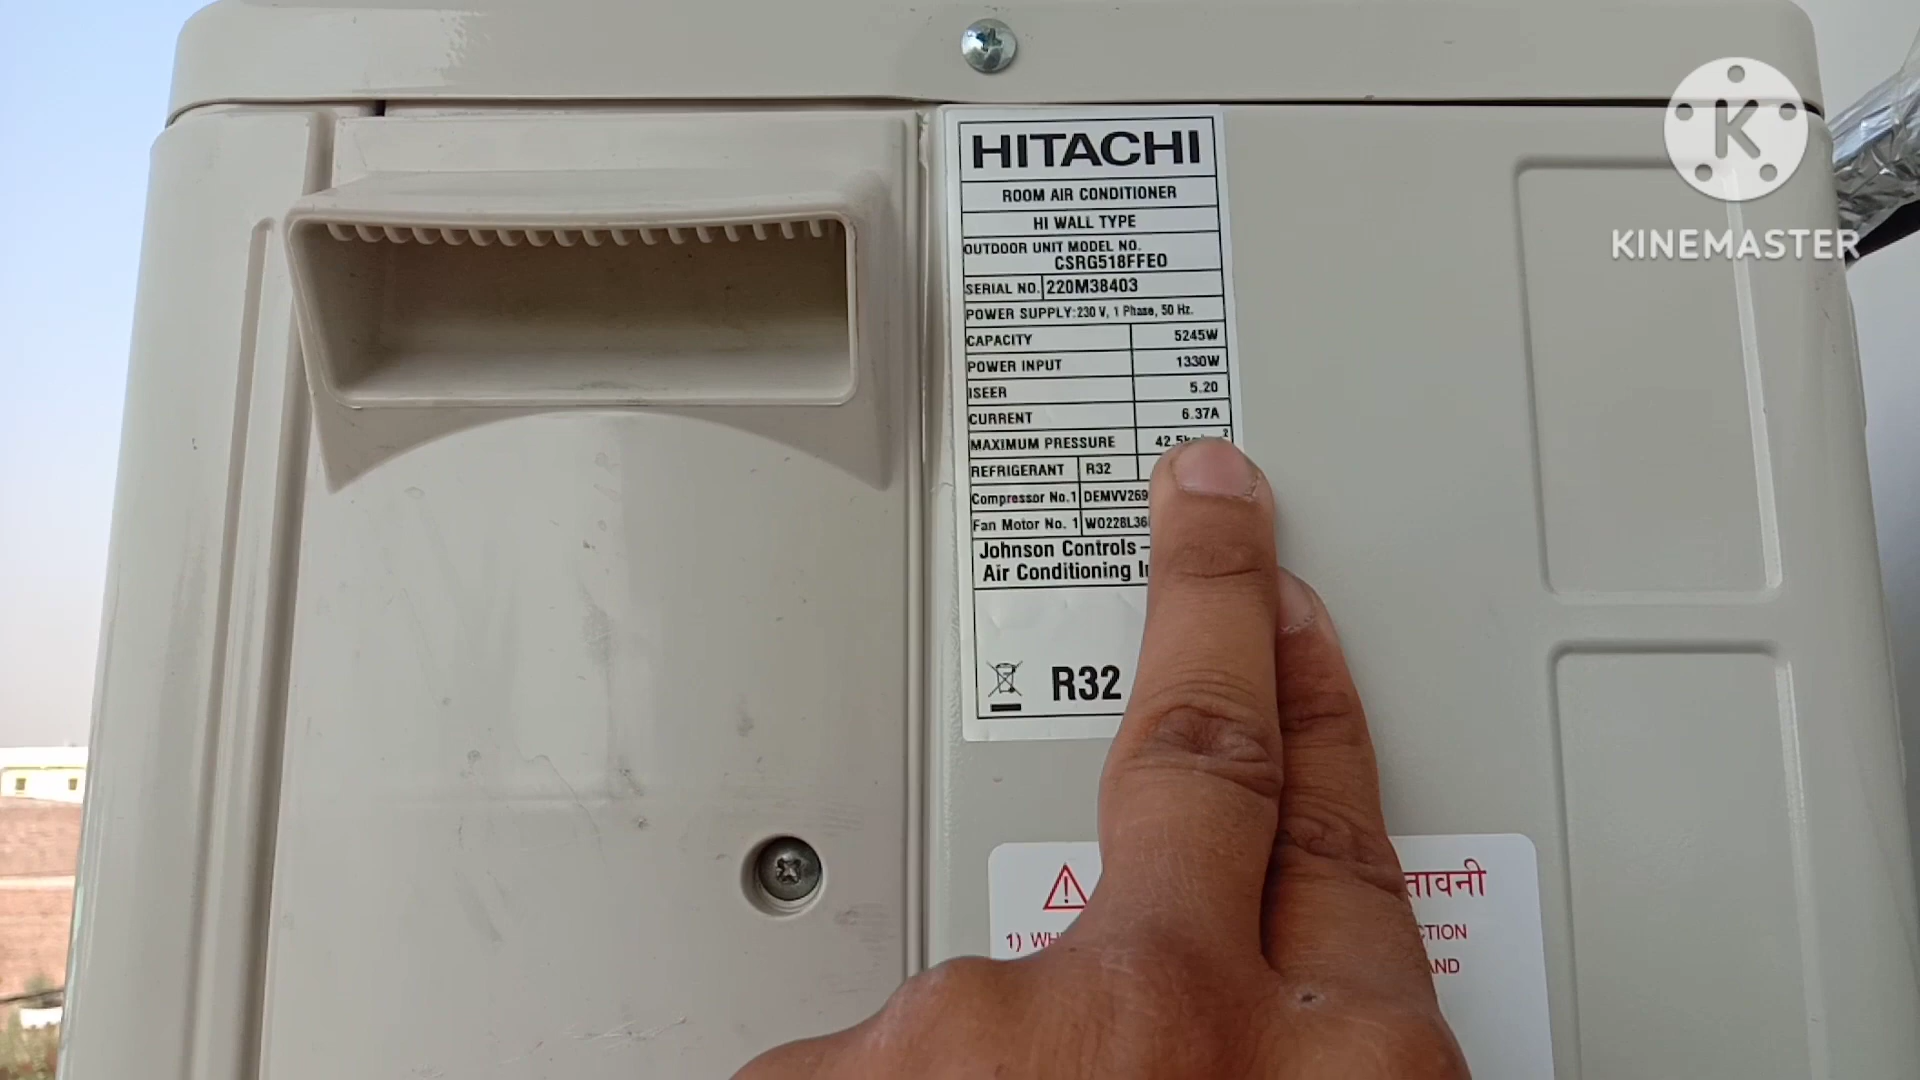 HITACHI
ROOM AIR CONDITIONER
HI WALL TYPE
OUTDOOR UNIT MODEL NO.
CSRG518FFEO
SERIAL NO. 220M38403
POWER SUPPLY:230 V, 1 Phase, 50 Hz.
CAPACITY 5245W
POWER INPUT 1330W
ISEER 5.20
CURRENT 6.37A
MAXIMUM PRESSURE
REFRIGERANT R32
Compressor No.1
Fan Motor No. 1
Johnson Controls-
Air Conditioning
R32
1)
K
KINEMASTER